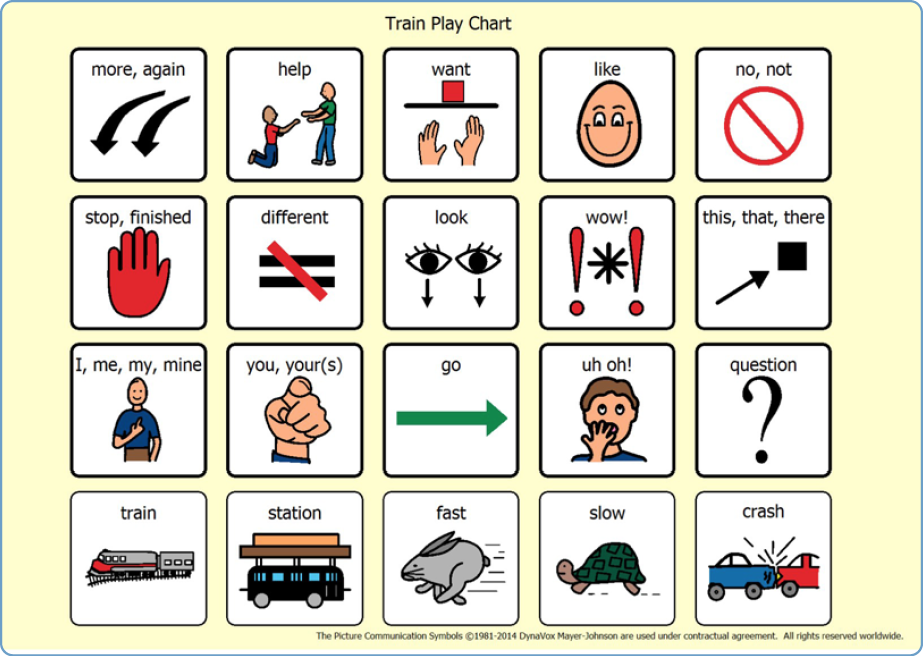 Train Play Chart
more, again
help
want
like
no, not
stop, finished
different
look
wow!
this, that, there
I, me, my, mine
you, your(s)
go
uh oh!
question
train
station
fast
slow
crash
The Picture Communication Symbols ©1981-2014 DynaVox Mayer-Johnson are used under contractual agreement. All rights reserved worldwide.